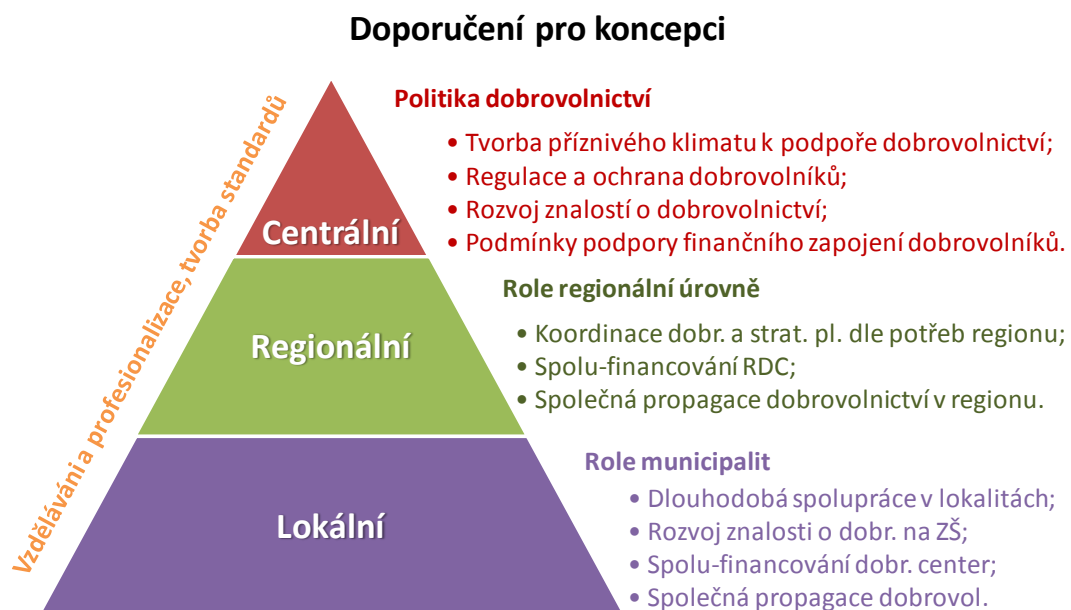 Doporučení pro koncepci
Vzdělávání a profesionalizace, tvorba standardů
Centrální
Politika dobrovolnictví
• Tvorba příznivého klimatu k podpoře dobrovolnictví;
• Regulace a ochrana dobrovolníků;
• Rozvoj znalostí o dobrovolnictví;
• Podmínky podpory finančního zapojení dobrovolníků.
Regionální
Role regionální úrovně
• Koordinace dobr. a strat. pl. dle potřeb regionu;
• Spolu-financování RDC;
• Společná propagace dobrovolnictví v regionu.
Lokální
Role municipalit
• Dlouhodobá spolupráce v lokalitách;
• Rozvoj znalosti o dobr. na ZŠ;
• Spolu-financování dobr. center;
• Společná propagace dobrovol.